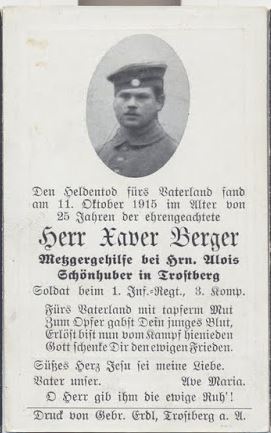 Den Heldentod fürs Vaterland fand
am 11. Oktober 1915 im Alter von
25 Jahren der ehrengeachtete
Herr Xaver Berger
Metzgergehilfe bei Hrn. Alois
Schönhuber in Trostberg
Soldat beim 1. Inf.-Regt., 3. Komp.
Fürs Vaterland mit tapferm Mut
Zum Opfer gabst Dein junges Blut,
Erlöst bist nun vom Kampf hienieden
Gott schenke Dir den ewigen Frieden.
Süßes Herz Jesu sei meine Liebe.
Vater unser. Ave Maria.
O Herr gib ihm die ewige Ruh'!
Druck von Gebr. Erdl, Trostberg a. A.